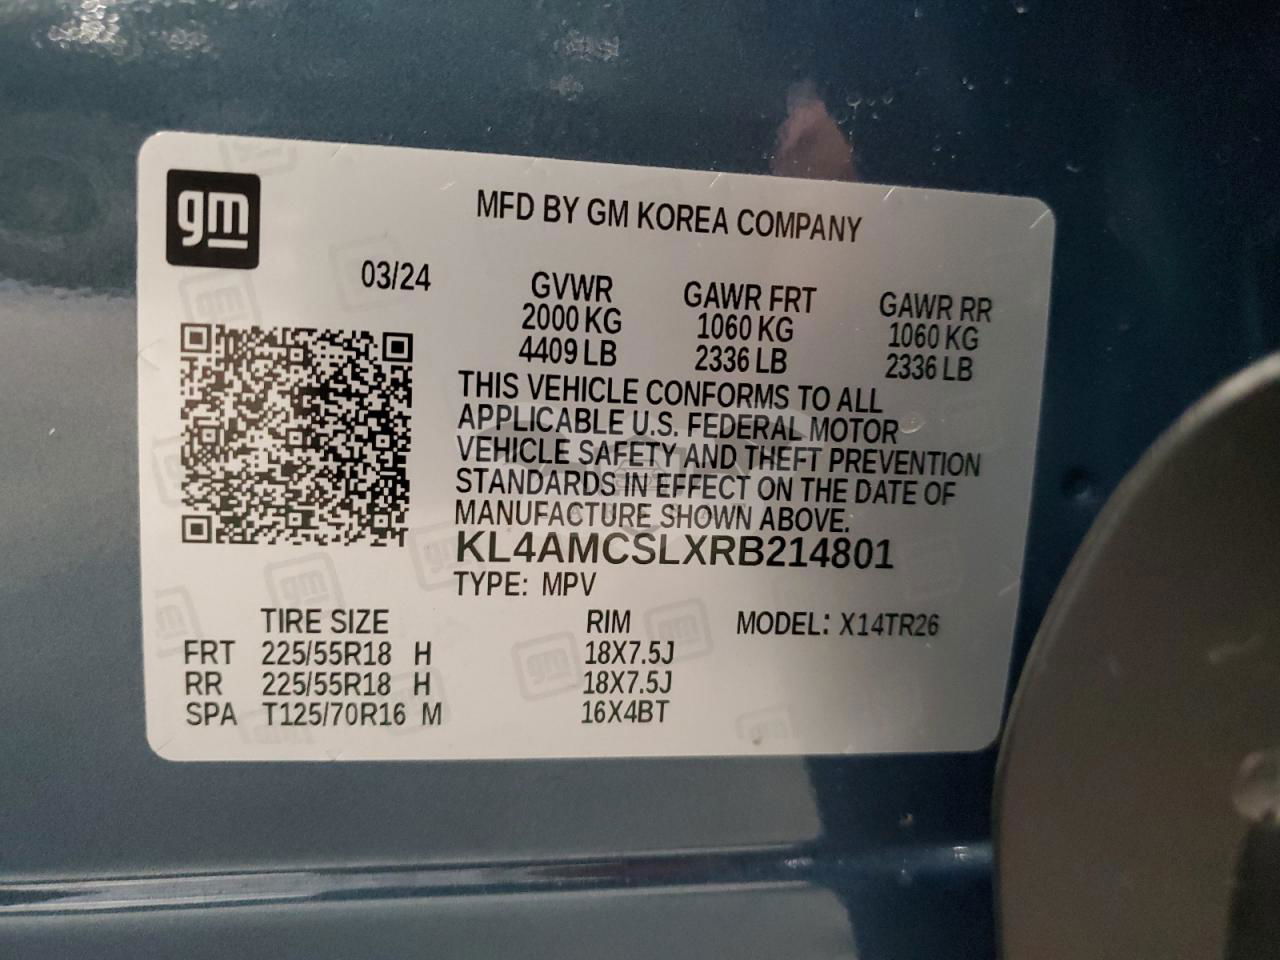 gm
MFD BY GM KOREA COMPANY
03/24
GVWR GAWR FRT GAWR RR
2000 KG 1060 KG 1060 KG
4409 LB 2336 LB 2336 LB
THIS VEHICLE CONFORMS TO ALL
APPLICABLE U.S. FEDERAL MOTOR
VEHICLE SAFETY AND THEFT PREVENTION
STANDARDS IN EFFECT ON THE DATE OF
MANUFACTURE SHOWN ABOVE.
KL4AMCSLXRB214801
TYPE: MPV
TIRE SIZE RIM MODEL: X14TR26
FRT 225/55R18 H 18X7.5J
RR 225/55R18 H 18X7.5J
SPA T125/70R16 M 16X4BT